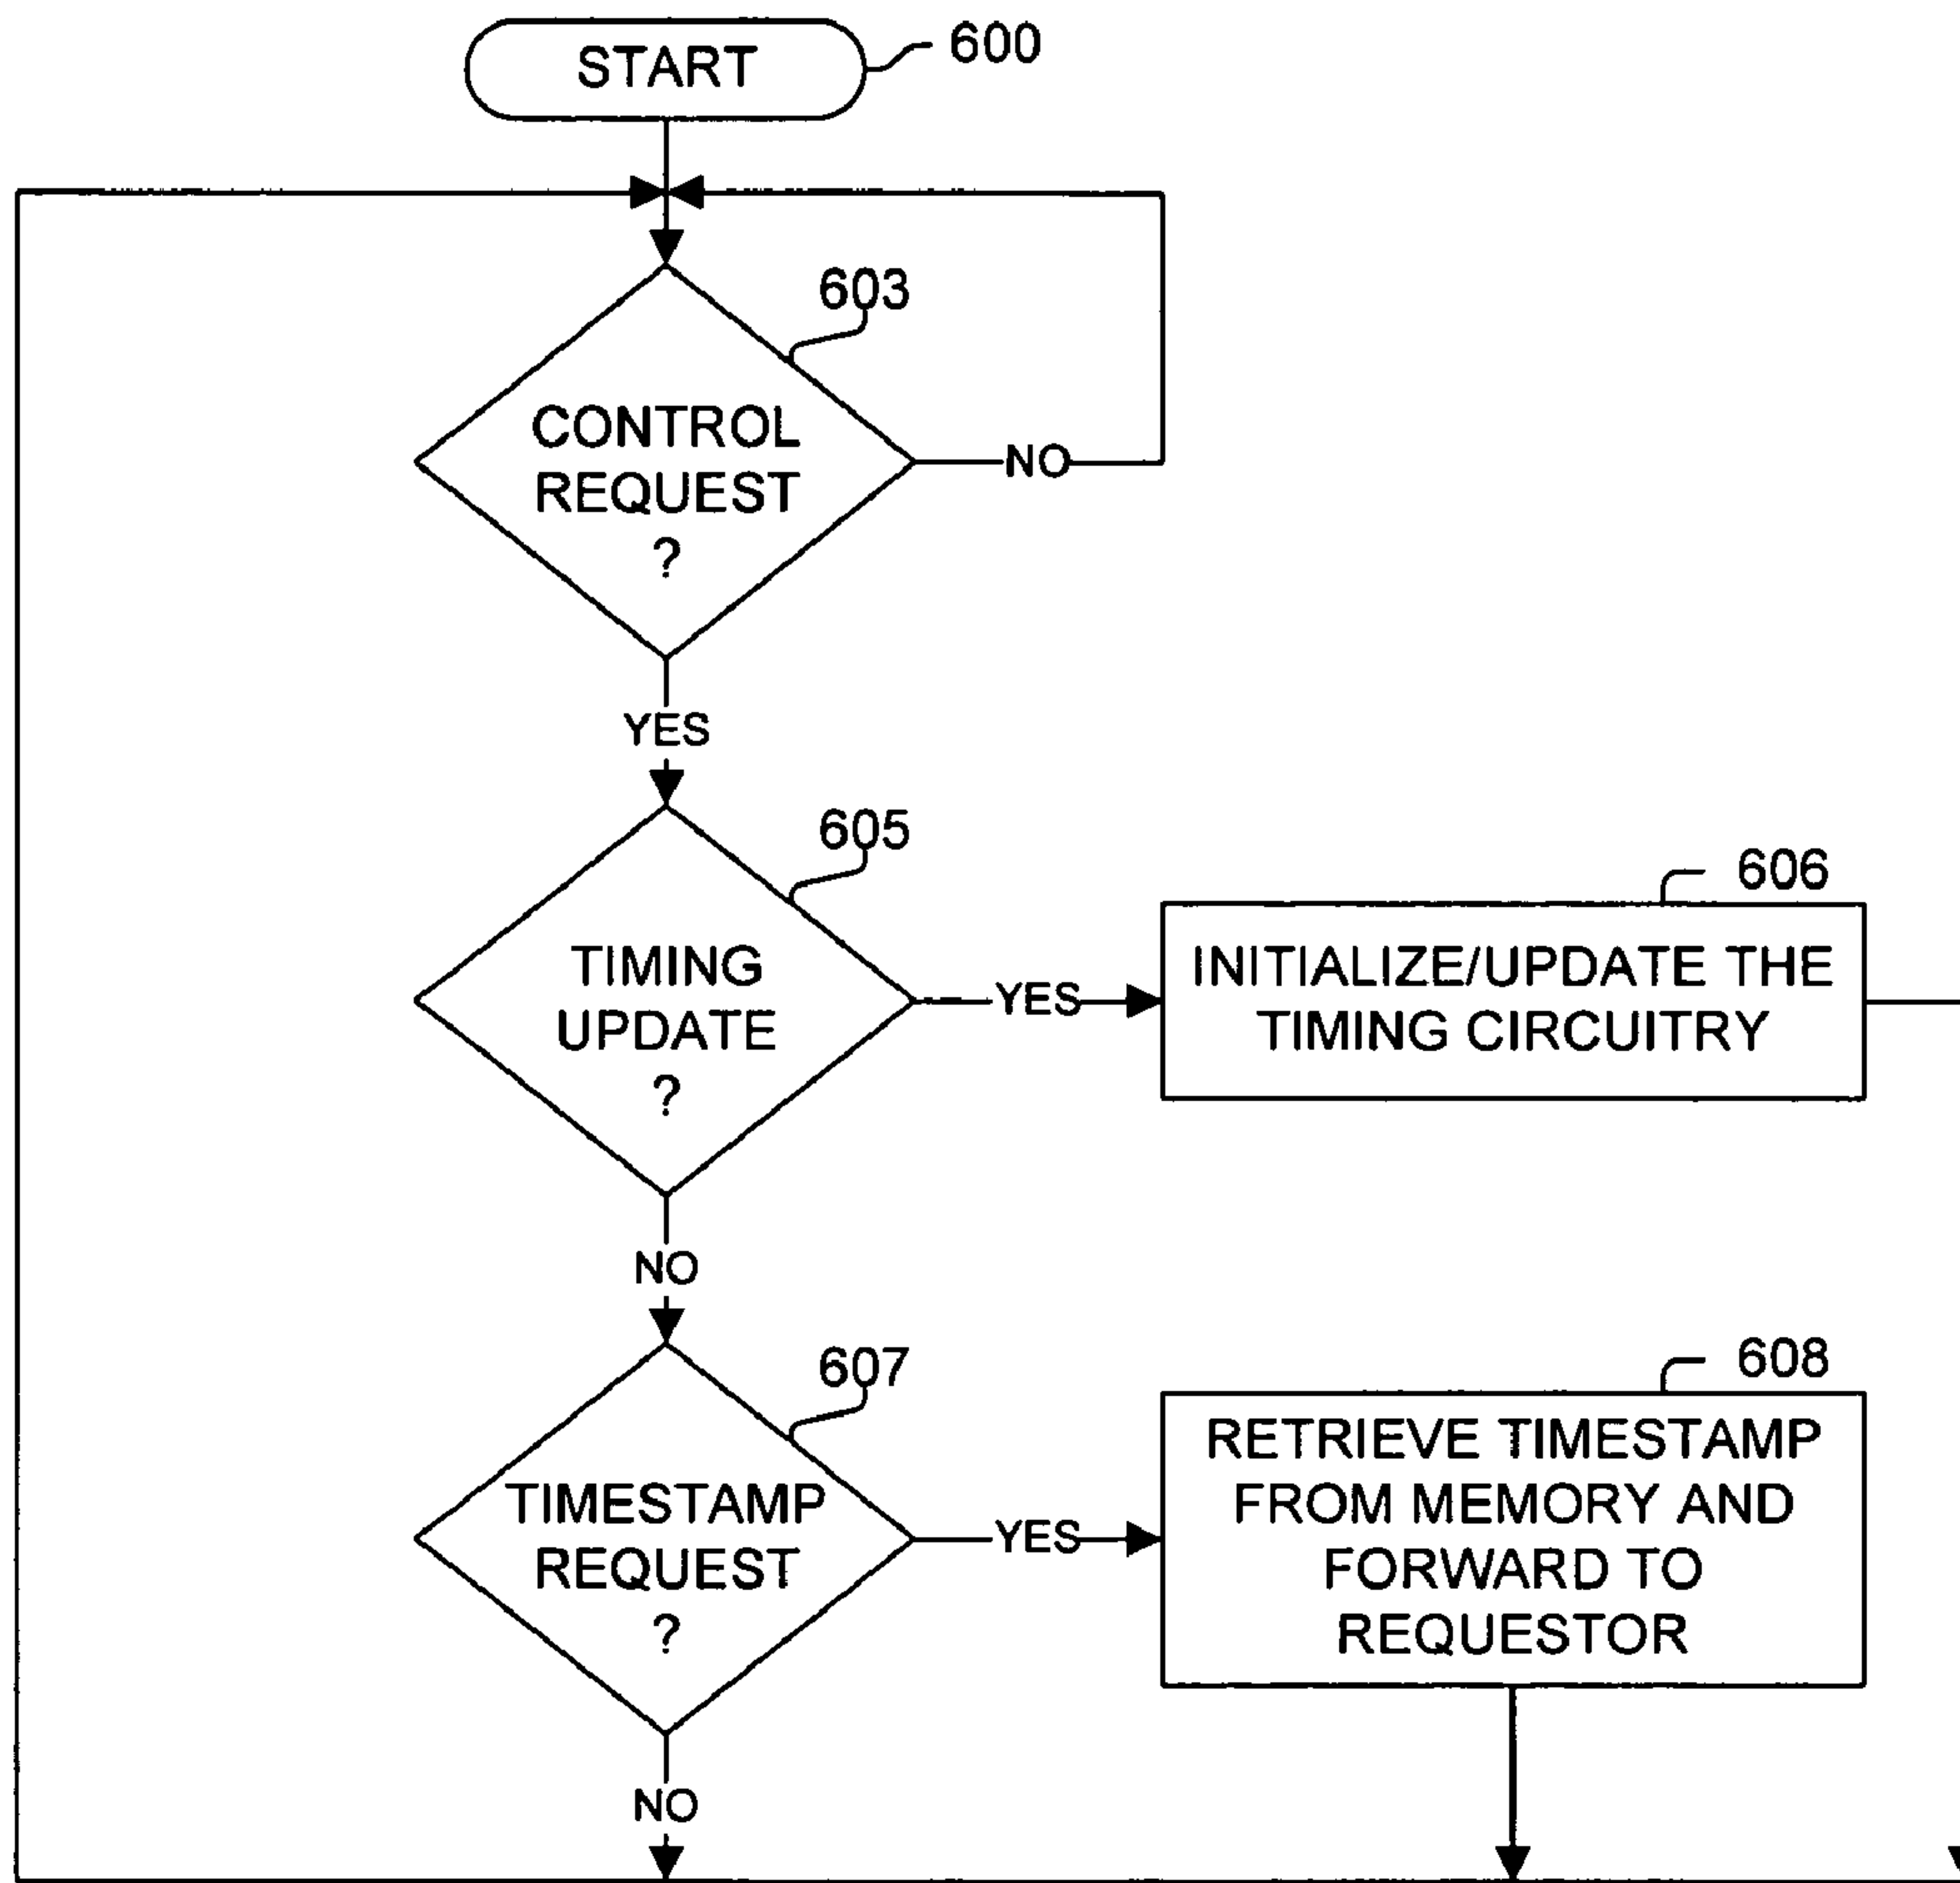 START
600
603
CONTROL
REQUEST
?
NO
YES
605
TIMING
UPDATE
?
YES
606
INITIALIZE/UPDATE THE
TIMING CIRCUITRY
NO
607
TIMESTAMP
REQUEST
?
YES
608
RETRIEVE TIMESTAMP
FROM MEMORY AND
FORWARD TO
REQUESTOR
NO